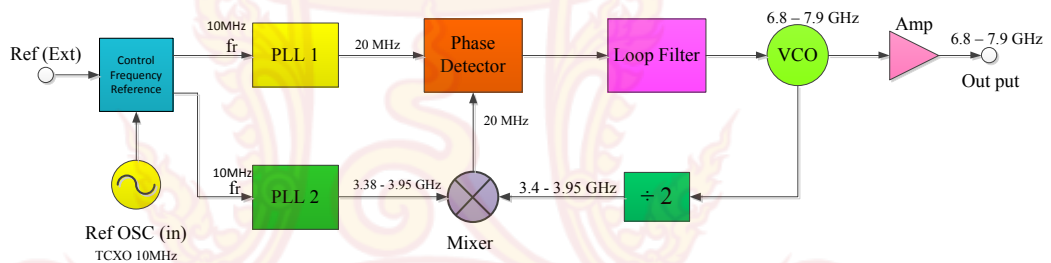 Ref (Ext)
Control
Frequency
Reference
Ref OSC (in)
TCXO 10MHz
10MHz
fr
PLL 1
20 MHz
Phase
Detector
Loop Filter
6.8 – 7.9 GHz
VCO
Amp
6.8 – 7.9 GHz
Out put
20 MHz
10MHz
fr
PLL 2
3.38 - 3.95 GHz
Mixer
3.4 - 3.95 GHz
÷ 2